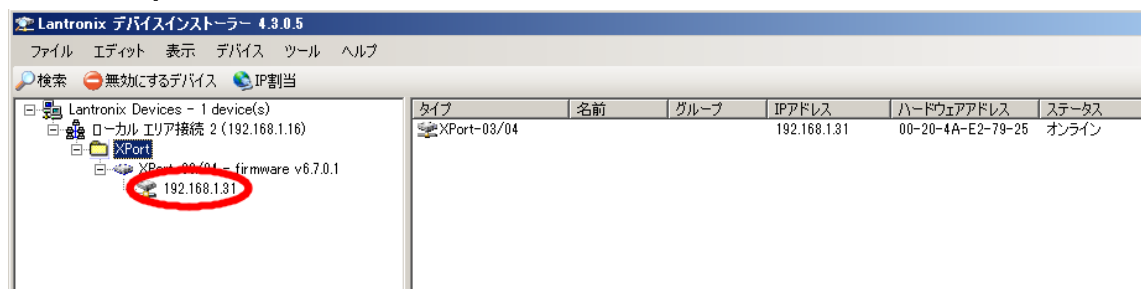 Lantronix デバイスインストーラー 4.3.0.5
ファイル エディット 表示 デバイス ツール ヘルプ
検索 無効にするデバイス IP割当
Lantronix Devices - 1 device(s)
ローカル エリア接続 2 (192.168.1.16)
XPort
XPort-03/04 - firmware v6.7.0.1
192.168.1.31
タイプ 名前 グループ IPアドレス ハードウェアアドレス ステータス
XPort-03/04 192.168.1.31 00-20-4A-E2-79-25 オンライン